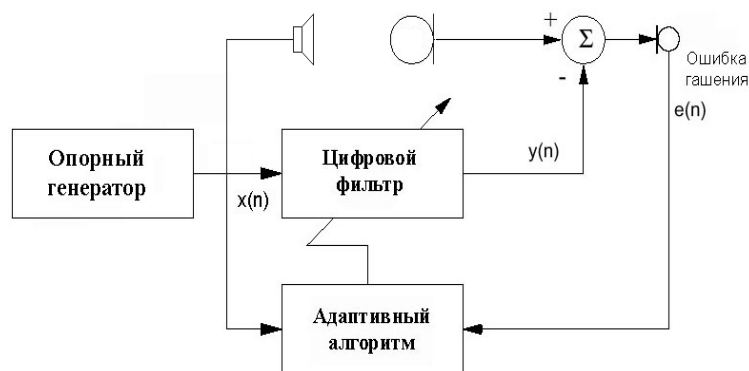 +
Σ
-
Ошибка
гашения
e(n)
Опорный
генератор
x(n)
Цифровой
фильтр
y(n)
Адаптивный
алгоритм